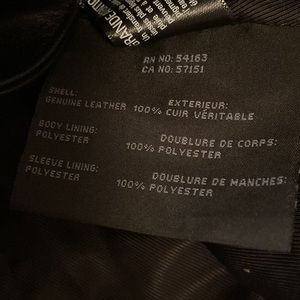 RN NO: 54163
CA NO: 57151
SHELL: EXTERIEUR:
GENUINE LEATHER 100% CUIR VÉRITABLE
BODY LINING: DOUBLURE DE CORPS:
POLYESTER 100% POLYESTER
SLEEVE LINING: DOUBLURE DE MANCHES:
POLYESTER 100% POLYESTER